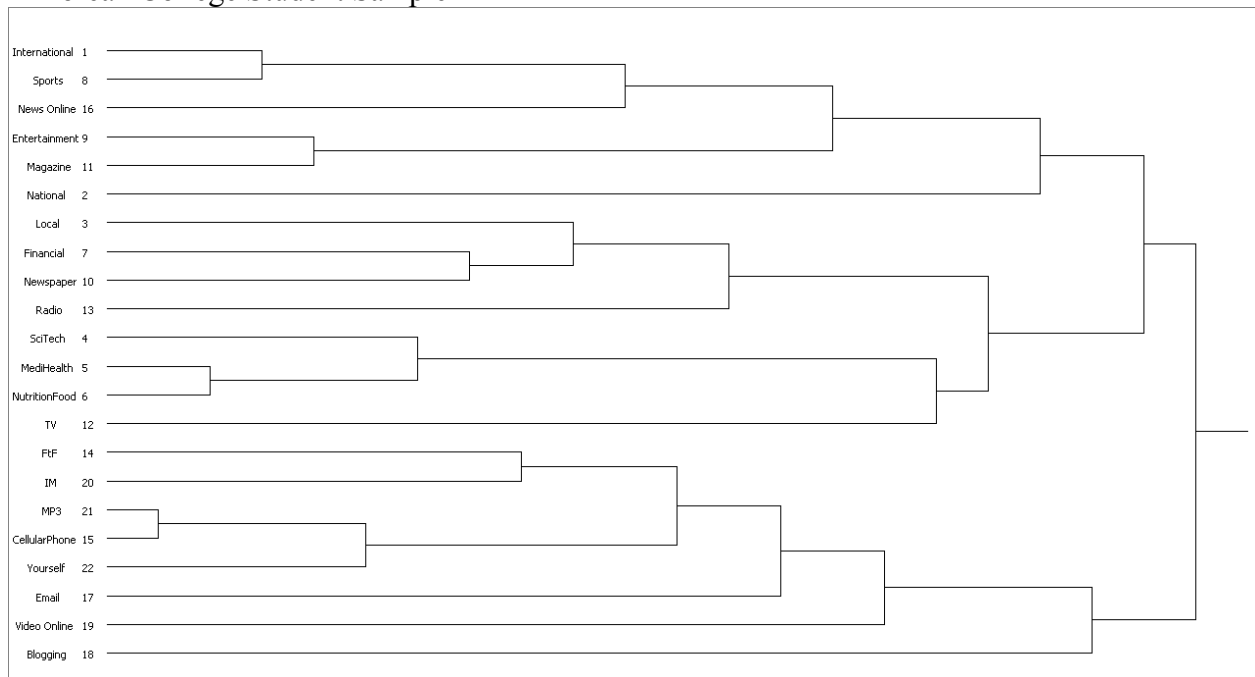 International 1
Sports 8
News Online 16
Entertainment 9
Magazine 11
National 2
Local 3
Financial 7
Newspaper 10
Radio 13
SciTech 4
MediHealth 5
NutritionFood 6
TV 12
FtF 14
IM 20
MP3 21
CellularPhone 15
Yourself 22
Email 17
Video Online 19
Blogging 18